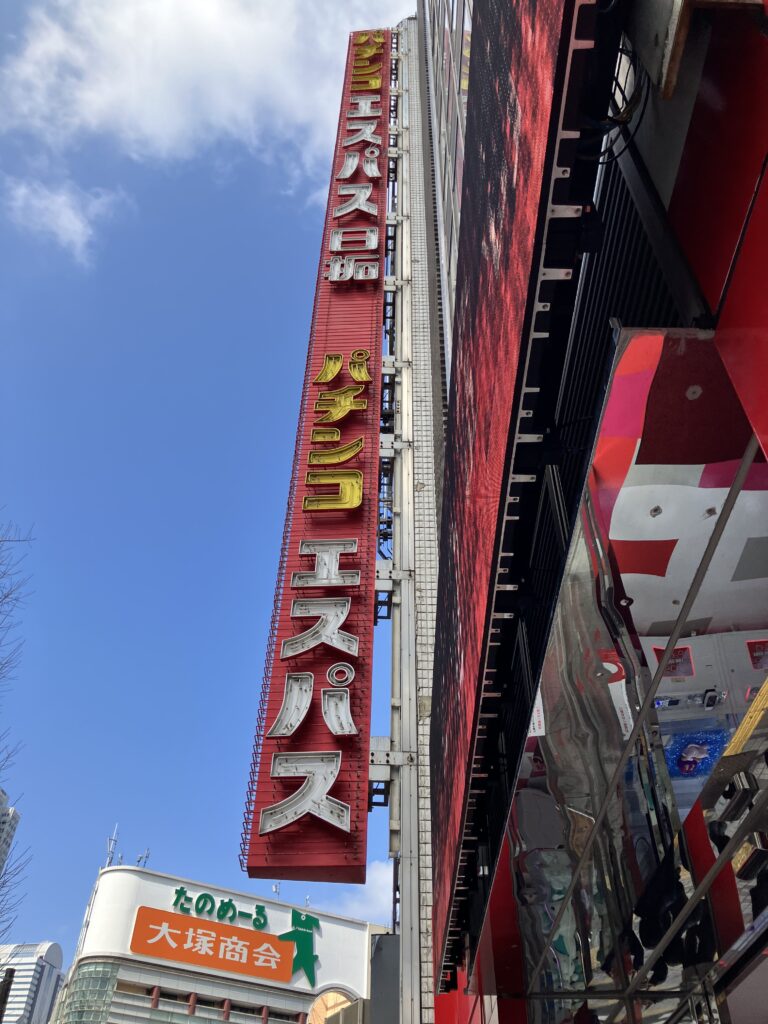 パチンコ エスパス 日拓
パチンコ エスパス
たのめーる
大塚商会